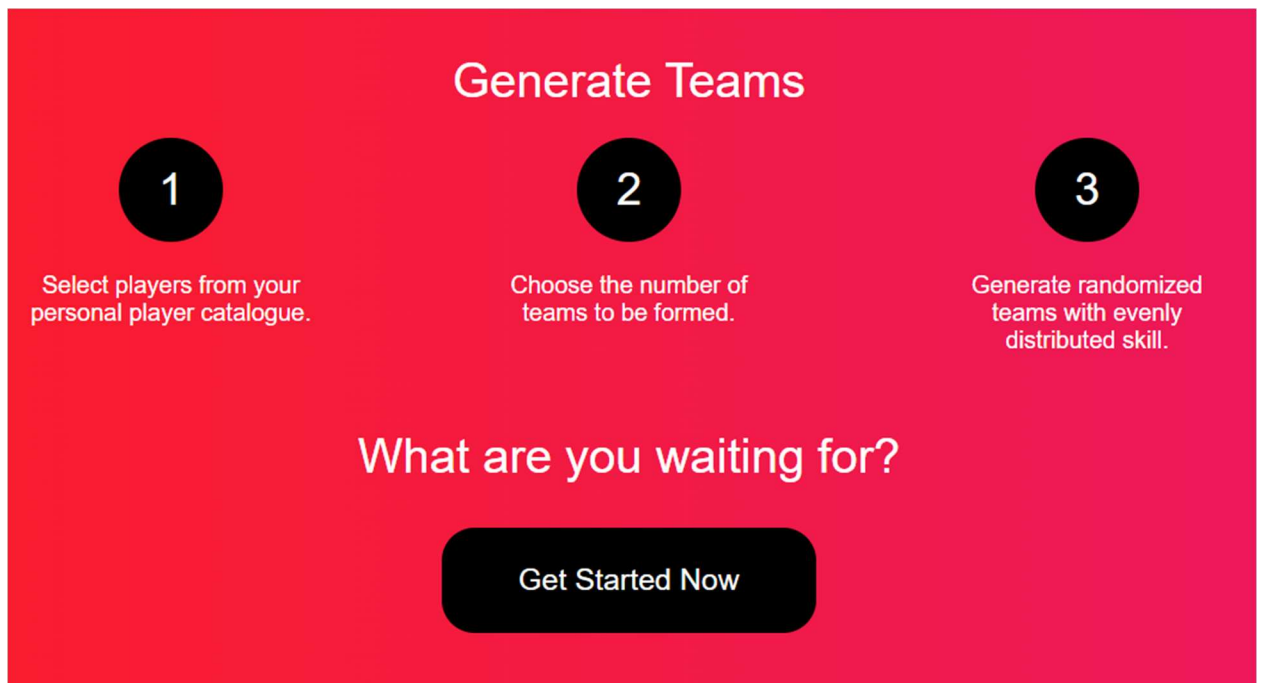 Generate Teams
1
2
3
Select players from your
personal player catalogue.
Choose the number of
teams to be formed.
Generate randomized
teams with evenly
distributed skill.
What are you waiting for?
Get Started Now